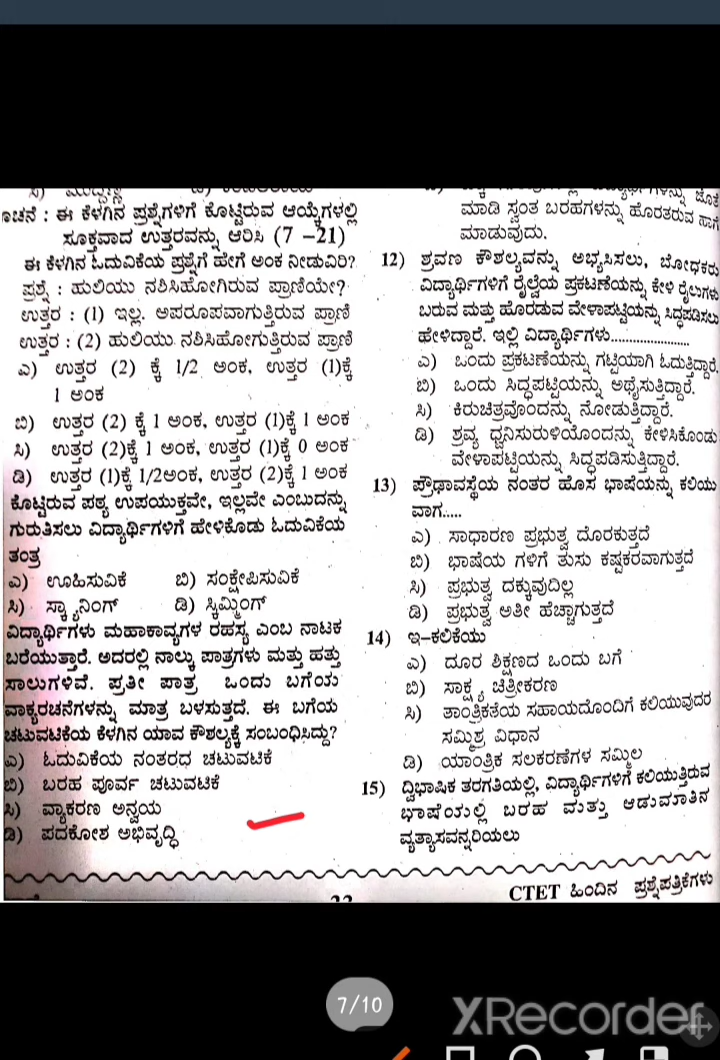 ಸೂಕ್ತವಾದ ಉತ್ತರವನ್ನು ಆರಿಸಿ (7 –21)
ಈ ಕೆಳಗಿನ ಓದುವಿಕೆಯ ಪ್ರಶ್ನೆಗೆ ಹೇಗೆ ಅಂಕ ನೀಡುವಿರಿ?
ಪ್ರಶ್ನೆ : ಹುಲಿಯು ನಶಿಸಿಹೋಗಿರುವ ಪ್ರಾಣಿಯೇ?
ಉತ್ತರ : (1) ಇಲ್ಲ. ಅಪರೂಪವಾಗುತ್ತಿರುವ ಪ್ರಾಣಿ
ಉತ್ತರ : (2) ಹುಲಿಯು ನಶಿಸಿಹೋಗುತ್ತಿರುವ ಪ್ರಾಣಿ
ಎ) ಉತ್ತರ (2) ಕ್ಕೆ 1/2 ಅಂಕ, ಉತ್ತರ (1)ಕ್ಕೆ
1 ಅಂಕ
ಬಿ) ಉತ್ತರ (2) ಕ್ಕೆ 1 ಅಂಕ, ಉತ್ತರ (1)ಕ್ಕೆ 1 ಅಂಕ
ಸಿ) ಉತ್ತರ (2)ಕ್ಕೆ 1 ಅಂಕ, ಉತ್ತರ (1)ಕ್ಕೆ 0 ಅಂಕ
ಡಿ) ಉತ್ತರ (1)ಕ್ಕೆ 1/2ಅಂಕ, ಉತ್ತರ (2)ಕ್ಕೆ 1 ಅಂಕ
ಕೊಟ್ಟಿರುವ ಪಠ್ಯ ಉಪಯುಕ್ತವೇ, ಇಲ್ಲವೇ ಎಂಬುದನ್ನು
ಗುರುತಿಸಲು ವಿದ್ಯಾರ್ಥಿಗಳಿಗೆ ಹೇಳಿಕೊಡು ಓದುವಿಕೆಯ
ತಂತ್ರ
ಎ) ಊಹಿಸುವಿಕೆ ಬಿ) ಸಂಕ್ಷೇಪಿಸುವಿಕೆ
ಸಿ) ಸ್ಕ್ಯಾನಿಂಗ್ ಡಿ) ಸ್ಕಿಮ್ಮಿಂಗ್
ವಿದ್ಯಾರ್ಥಿಗಳು ಮಹಾಕಾವ್ಯಗಳ ರಹಸ್ಯ ಎಂಬ ನಾಟಕ
ಬರೆಯುತ್ತಾರೆ. ಅದರಲ್ಲಿ ನಾಲ್ಕು ಪಾತ್ರಗಳು ಮತ್ತು ಹತ್ತು
ಸಾಲುಗಳಿವೆ. ಪ್ರತೀ ಪಾತ್ರ ಒಂದು ಬಗೆಯ
ವಾಕ್ಯರಚನೆಗಳನ್ನು ಮಾತ್ರ ಬಳಸುತ್ತದೆ. ಈ ಬಗೆಯ
ಚಟುವಟಿಕೆಯ ಕೆಳಗಿನ ಯಾವ ಕೌಶಲ್ಯಕ್ಕೆ ಸಂಬಂಧಿಸಿದ್ದು?
ಎ) ಓದುವಿಕೆಯ ನಂತರದ ಚಟುವಟಿಕೆ
ಬಿ) ಬರಹ ಪೂರ್ವ ಚಟುವಟಿಕೆ
ಸಿ) ವ್ಯಾಕರಣ ಅನ್ವಯ
ಡಿ) ಪದಕೋಶ ಅಭಿವೃದ್ಧಿ
ಮಾಡಿ ಸ್ವಂತ ಬರಹಗಳನ್ನು ಹೊರತರುವ ಹಾಗೆ
ಮಾಡುವುದು.
12) ಶ್ರವಣ ಕೌಶಲ್ಯವನ್ನು ಅಭ್ಯಸಿಸಲು, ಬೋಧಕರು
ವಿದ್ಯಾರ್ಥಿಗಳಿಗೆ ರೈಲ್ವೆಯ ಪ್ರಕಟಣೆಯನ್ನು ಕೇಳಿ ರೈಲುಗಳು
ಬರುವ ಮತ್ತು ಹೊರಡುವ ವೇಳಾಪಟ್ಟಿಯನ್ನು ಸಿದ್ಧಪಡಿಸಲು
ಹೇಳಿದ್ದಾರೆ. ಇಲ್ಲಿ ವಿದ್ಯಾರ್ಥಿಗಳು......................
ಎ) ಒಂದು ಪ್ರಕಟಣೆಯನ್ನು ಗಟ್ಟಿಯಾಗಿ ಓದುತ್ತಿದ್ದಾರೆ.
ಬಿ) ಒಂದು ಸಿದ್ಧಪಟ್ಟಿಯನ್ನು ಅರ್ಥೈಸುತ್ತಿದ್ದಾರೆ.
ಸಿ) ಕಿರುಚಿತ್ರವೊಂದನ್ನು ನೋಡುತ್ತಿದ್ದಾರೆ.
ಡಿ) ಶ್ರವ್ಯ ಧ್ವನಿಸುರುಳಿಯೊಂದನ್ನು ಕೇಳಿಸಿಕೊಂಡು
ವೇಳಾಪಟ್ಟಿಯನ್ನು ಸಿದ್ಧಪಡಿಸುತ್ತಿದ್ದಾರೆ.
13) ಪ್ರೌಢಾವಸ್ಥೆಯ ನಂತರ ಹೊಸ ಭಾಷೆಯನ್ನು ಕಲಿಯು
ವಾಗ.....
ಎ) ಸಾಧಾರಣ ಪ್ರಭುತ್ವ ದೊರಕುತ್ತದೆ
ಬಿ) ಭಾಷೆಯ ಗಳಿಗೆ ತುಸು ಕಷ್ಟಕರವಾಗುತ್ತದೆ
ಸಿ) ಪ್ರಭುತ್ವ ದಕ್ಕುವುದಿಲ್ಲ
ಡಿ) ಪ್ರಭುತ್ವ ಅತೀ ಹೆಚ್ಚಾಗುತ್ತದೆ
14) ಇ–ಕಲಿಕೆಯು
ಎ) ದೂರ ಶಿಕ್ಷಣದ ಒಂದು ಬಗೆ
ಬಿ) ಸಾಕ್ಷ್ಯ ಚಿತ್ರೀಕರಣ
ಸಿ) ತಾಂತ್ರಿಕತೆಯ ಸಹಾಯದೊಂದಿಗೆ ಕಲಿಯುವುದರ
ಸಮ್ಮಿಶ್ರ ವಿಧಾನ
ಡಿ) ಯಾಂತ್ರಿಕ ಸಲಕರಣೆಗಳ ಸಮ್ಮಿಲ
15) ದ್ವಿಭಾಷಿಕ ತರಗತಿಯಲ್ಲಿ, ವಿದ್ಯಾರ್ಥಿಗಳಿಗೆ ಕಲಿಯುತ್ತಿರುವ
ಭಾಷೆಯಲ್ಲಿ ಬರಹ ಮತ್ತು ಆಡುಮಾತಿನ
ವ್ಯತ್ಯಾಸವನ್ನರಿಯಲು
CTET ಹಿಂದಿನ ಪ್ರಶ್ನೆಪತ್ರಿಕೆಗಳು
7/10
XRecorder